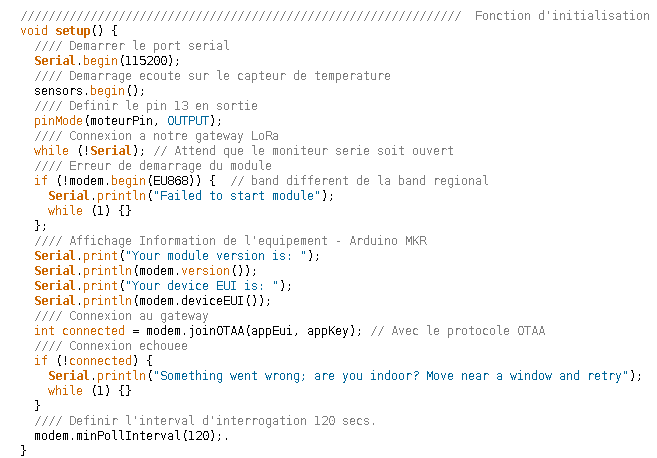 /////////////////////////////////////////////////////////////// Fonction d'initialisation
void setup() {
//// Demarrer le port serial
Serial.begin(115200);
//// Demarrage ecoute sur le capteur de temperature
sensors.begin();
//// Definir le pin 13 en sortie
pinMode(moteurPin, OUTPUT);
//// Connexion a notre gateway LoRa
while (!Serial); // Attend que le moniteur serie soit ouvert
//// Erreur de demarrage du module
if (!modem.begin(EU868)) { // band different de la band regional
Serial.println("Failed to start module");
while (1) {}
};
//// Affichage Information de l'equipement - Arduino MKR
Serial.print("Your module version is: ");
Serial.println(modem.version());
Serial.print("Your device EUI is: ");
Serial.println(modem.deviceEUI());
//// Connexion au gateway
int connected = modem.joinOTAA(appEui, appKey); // Avec le protocole OTAA
//// Connexion echouee
if (!connected) {
Serial.println("Something went wrong; are you indoor? Move near a window and retry");
while (1) {}
}
//// Definir l'interval d'interrogation 120 secs.
modem.minPollInterval(120);.
}